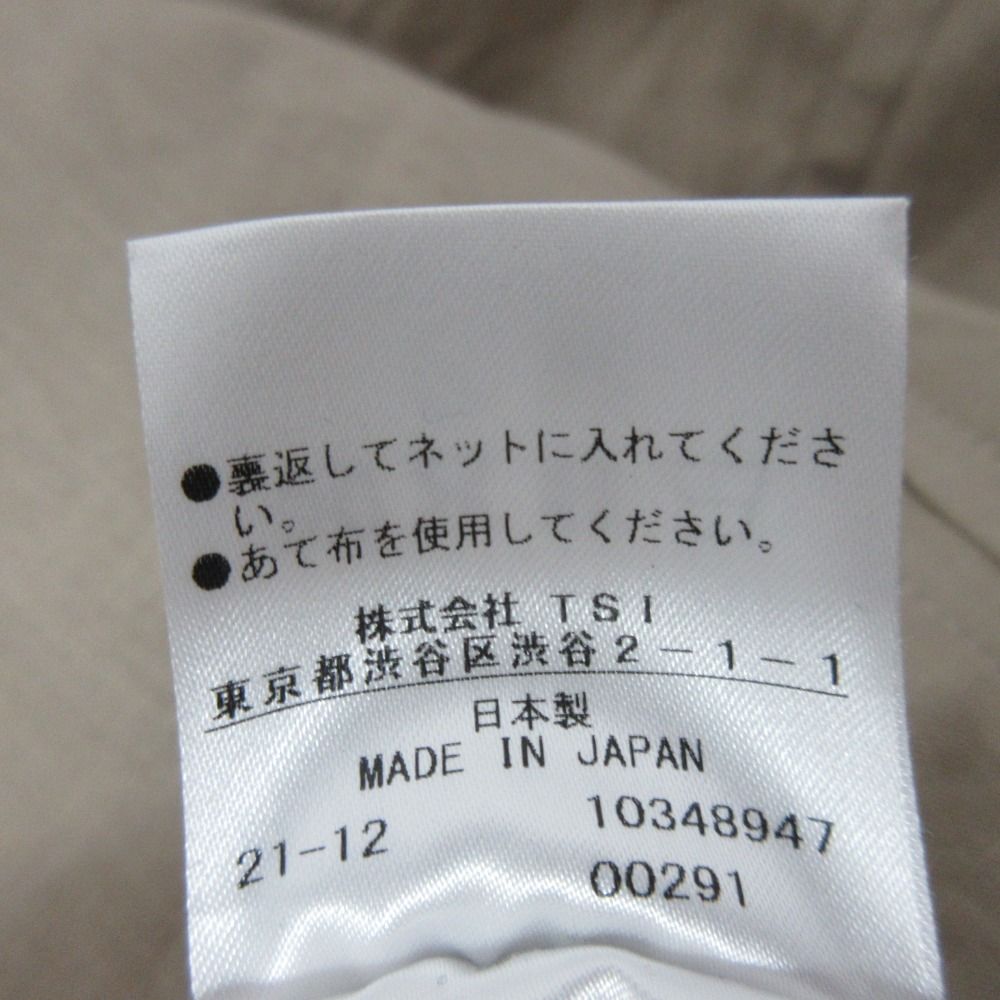 ●裏返してネットに入れてくださ
い。
●あて布を使用してください。
株式会社 TSI
東京都渋谷区渋谷2-1-1
日本製
MADE IN JAPAN
21-12 10348947
00291